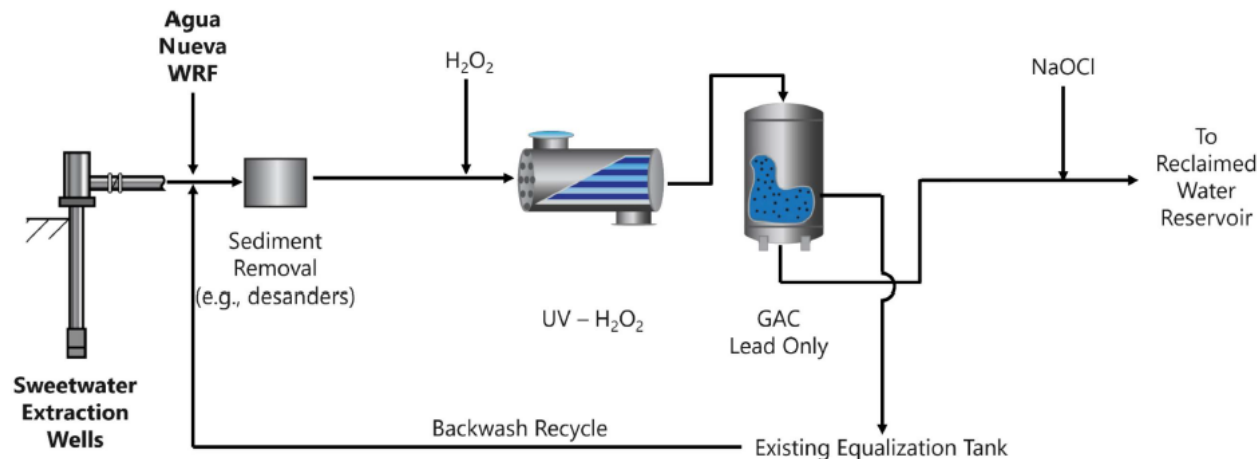 Agua
Nueva
WRF
H₂O₂
NaOCl
To
Reclaimed
Water
Reservoir
Sediment
Removal
(e.g., desanders)
UV – H₂O₂
GAC
Lead Only
Sweetwater
Extraction
Wells
Backwash Recycle
Existing Equalization Tank